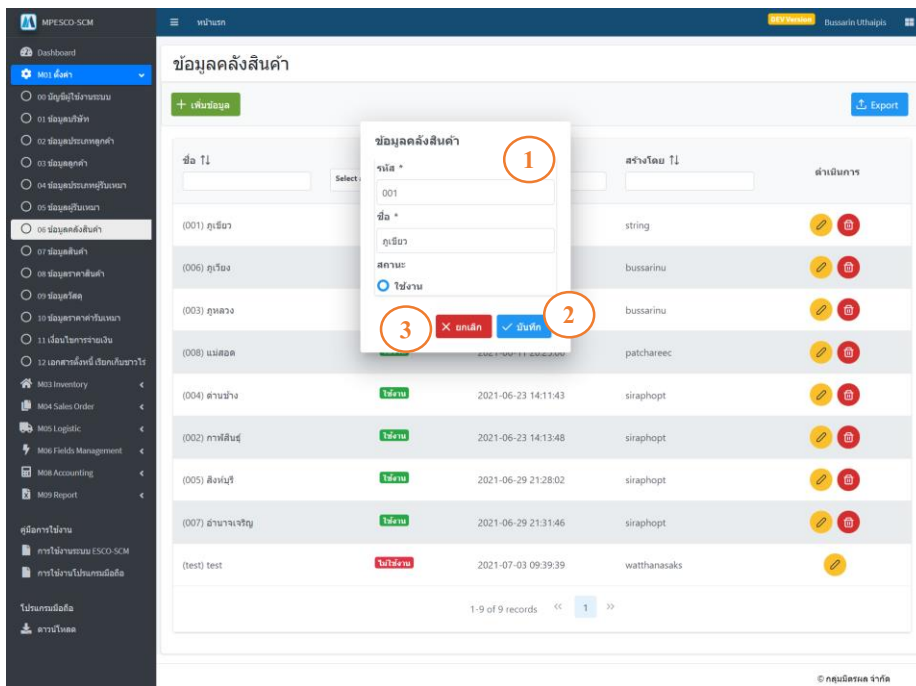 MPESCO-SCM
หน้าแรก
DEV Version
Bussarin Uthaipis
Dashboard
M01 ตั้งค่า
00 บัญชีผู้ใช้งานระบบ
01 ข้อมูลบริษัท
02 ข้อมูลประเภทลูกค้า
03 ข้อมูลลูกค้า
04 ข้อมูลประเภทผู้รับเหมา
05 ข้อมูลผู้รับเหมา
06 ข้อมูลคลังสินค้า
07 ข้อมูลสินค้า
08 ข้อมูลราคาสินค้า
09 ข้อมูลวัสดุ
10 ข้อมูลราคาค่ารับเหมา
11 เงื่อนไขการจ่ายเงิน
12 เอกสารตั้งหนี้ เรียกเก็บชาวไร่
M03 Inventory
M04 Sales Order
M05 Logistic
M06 Fields Management
M08 Accounting
M09 Report
คู่มือการใช้งาน
การใช้งานระบบ ESCO-SCM
การใช้งานโปรแกรมมือถือ
โปรแกรมมือถือ
ดาวน์โหลด
ข้อมูลคลังสินค้า
+ เพิ่มข้อมูล
Export
ชื่อ
Select
สร้างโดย
ดำเนินการ
ข้อมูลคลังสินค้า
1
รหัส *
001
ชื่อ *
ภูเขียว
สถานะ
ใช้งาน
3
ยกเลิก
บันทึก
2
(001) ภูเขียว
string
(006) ภูเวียง
bussarinu
(003) ภูหลวง
bussarinu
(008) แม่สอด
patchareec
(004) ด่านช้าง
ใช้งาน
2021-06-23 14:11:43
siraphopt
(002) กาฬสินธุ์
ใช้งาน
2021-06-23 14:13:48
siraphopt
(005) สิงห์บุรี
ใช้งาน
2021-06-29 21:28:02
siraphopt
(007) อำนาจเจริญ
ใช้งาน
2021-06-29 21:31:46
siraphopt
(test) test
ไม่ใช้งาน
2021-07-03 09:39:39
watthanasaks
1-9 of 9 records
1
© กลุ่มมิตรผล จำกัด